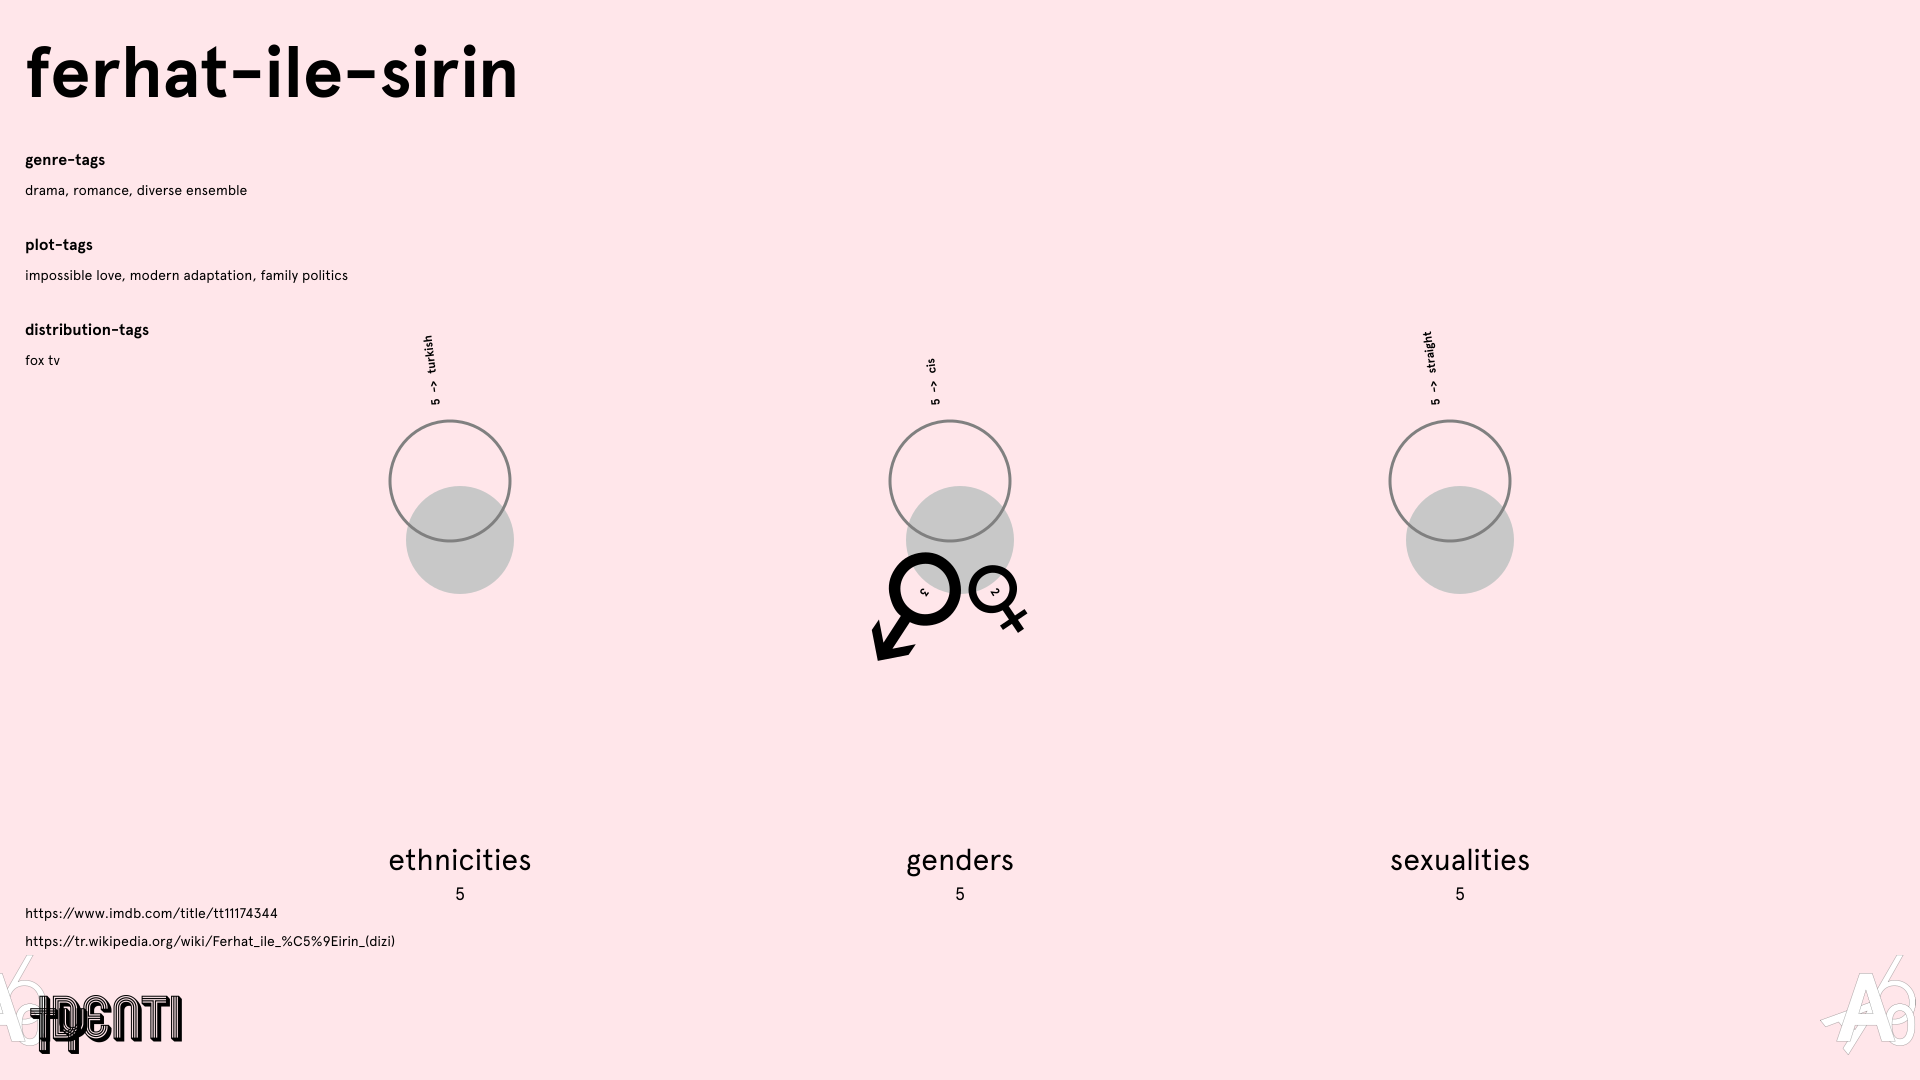 ferhat-ile-sirin
genre-tags
drama, romance, diverse ensemble
plot-tags
impossible love, modern adaptation, family politics
distribution-tags
fox tv
5 -> turkish
5 -> cis
5 -> straight
3
2
ethnicities
5
genders
5
sexualities
5
https://www.imdb.com/title/tt11174344
https://tr.wikipedia.org/wiki/Ferhat_ile_%C5%9Eirin_(dizi)
IDENTI